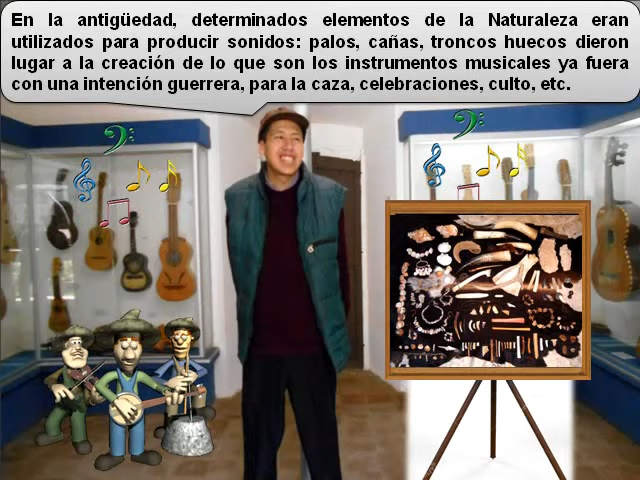 En la antigüedad, determinados elementos de la Naturaleza eran
utilizados para producir sonidos: palos, cañas, troncos huecos dieron
lugar a la creación de lo que son los instrumentos musicales ya fuera
con una intención guerrera, para la caza, celebraciones, culto, etc.